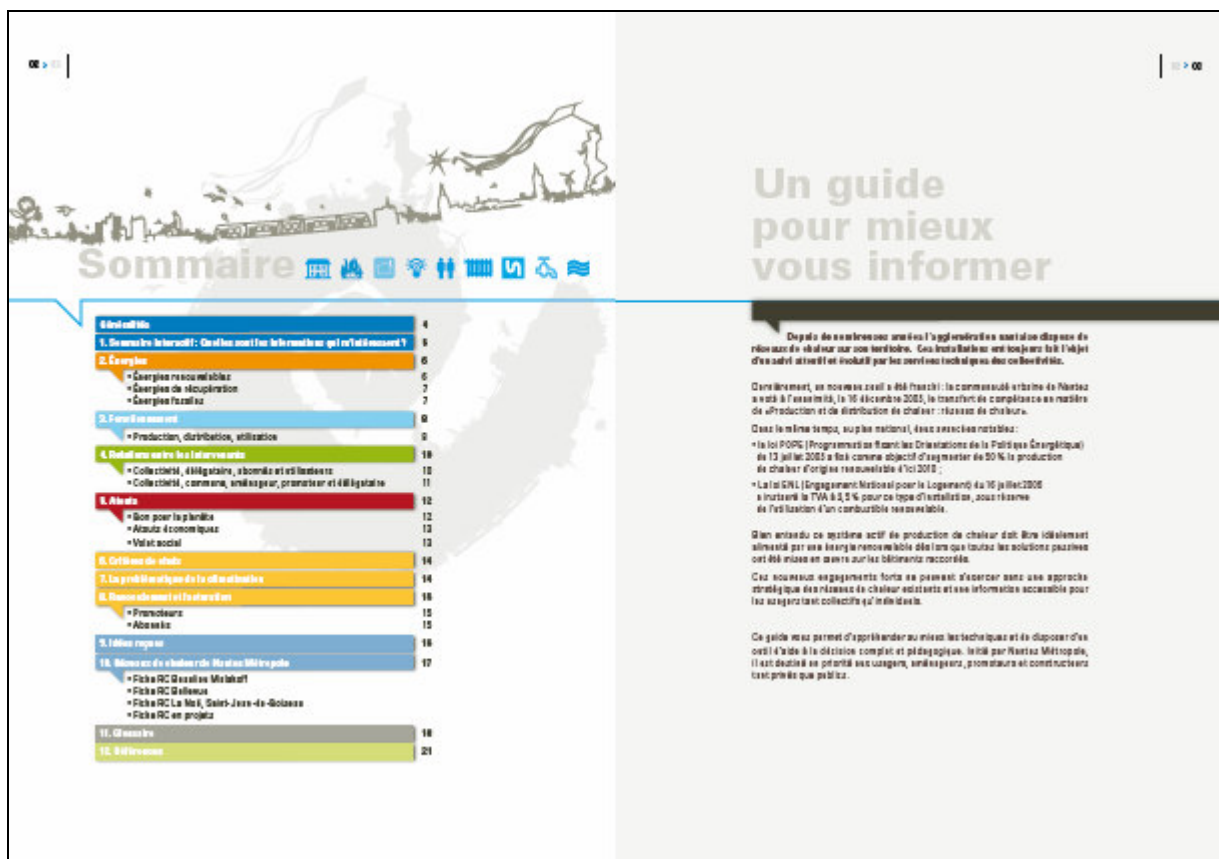 02 > 03
Sommaire
Généralités 4
1. Sommaire interactif : Quelles sont les informations qui m'intéressent ? 5
2. Énergies 6
• Énergies renouvelables 6
• Énergies de récupération 7
• Énergies fossiles 7
3. Fonctionnement 8
• Production, distribution, utilisation 9
4. Relations entre les intervenants 10
• Collectivité, délégataire, abonnés et utilisateurs 10
• Collectivité, commune, aménageur, promoteur et délégataire 11
5. Atouts 12
• Bon pour la planète 12
• Atouts économiques 13
• Volet social 13
6. Critères de choix 14
7. La problématique de la climatisation 14
8. Raccordement et facturation 15
• Promoteurs 15
• Abonnés 15
9. Idées reçues 16
10. Réseaux de chaleur de Nantes Métropole 17
• Fiche RC Beaulieu Malakoff
• Fiche RC Bellevue
• Fiche RC La Noë, Saint-Jean-de-Boiseau
• Fiche RC en projets
11. Glossaire 18
12. Références 21
02 > 03
Un guide
pour mieux
vous informer
Depuis de nombreuses années l'agglomération nantaise dispose de
réseaux de chaleur sur son territoire. Ces installations ont toujours fait l'objet
d'un suivi attentif et évolutif par les services techniques des collectivités.
Dernièrement, un nouveau seuil a été franchi : la communauté urbaine de Nantes
a voté à l'unanimité, le 16 décembre 2005, le transfert de compétence en matière
de «Production et de distribution de chaleur : réseaux de chaleur».
Dans le même temps, au plan national, deux avancées notables :
• la loi POPE (Programmation fixant les Orientations de la Politique Énergétique)
du 13 juillet 2005 a fixé comme objectif d'augmenter de 50 % la production
de chaleur d'origine renouvelable d'ici 2010 ;
• La loi ENL (Engagement National pour le Logement) du 16 juillet 2006
a instauré la TVA à 5,5 % pour ce type d'installation, sous réserve
de l'utilisation d'un combustible renouvelable.
Bien entendu ce système actif de production de chaleur doit être idéalement
alimenté par une énergie renouvelable dès lors que toutes les solutions passives
ont été mises en œuvre sur les bâtiments raccordés.
Ces nouveaux engagements forts ne peuvent s'exercer sans une approche
stratégique des réseaux de chaleur existants et une information accessible pour
les usagers tant collectifs qu'individuels.
Ce guide vous permet d'appréhender au mieux les techniques et de disposer d'un
outil d'aide à la décision complet et pédagogique. Initié par Nantes Métropole,
il est destiné en priorité aux usagers, aménageurs, promoteurs et constructeurs
tant privés que publics.